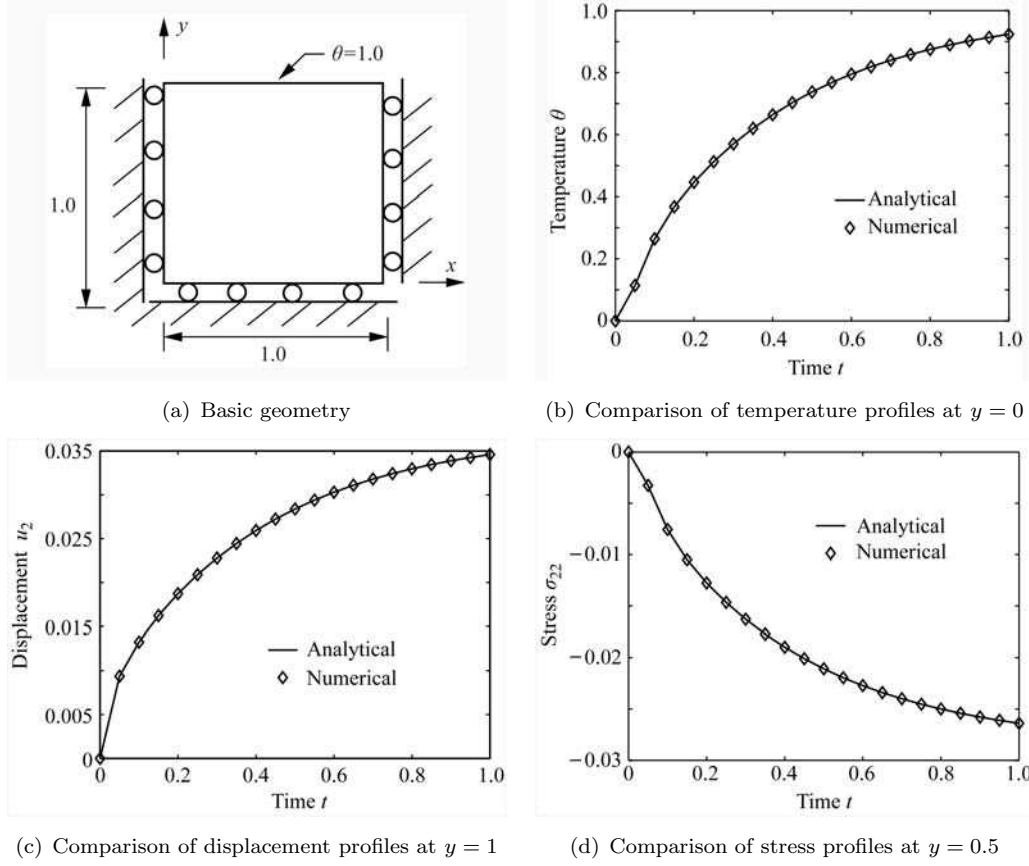 y
θ=1.0
1.0
x
1.0
(a) Basic geometry
1.0
0.8
0.6
0.4
0.2
0
Temperature θ
Analytical
Numerical
0 0.2 0.4 0.6 0.8 1.0
Time t
(b) Comparison of temperature profiles at y = 0
0.035
0.025
0.015
0.005
0
Displacement u₂
Analytical
Numerical
0 0.2 0.4 0.6 0.8 1.0
Time t
(c) Comparison of displacement profiles at y = 1
0
−0.01
−0.02
−0.03
Stress σ₂₂
Analytical
Numerical
0 0.2 0.4 0.6 0.8 1.0
Time t
(d) Comparison of stress profiles at y = 0.5